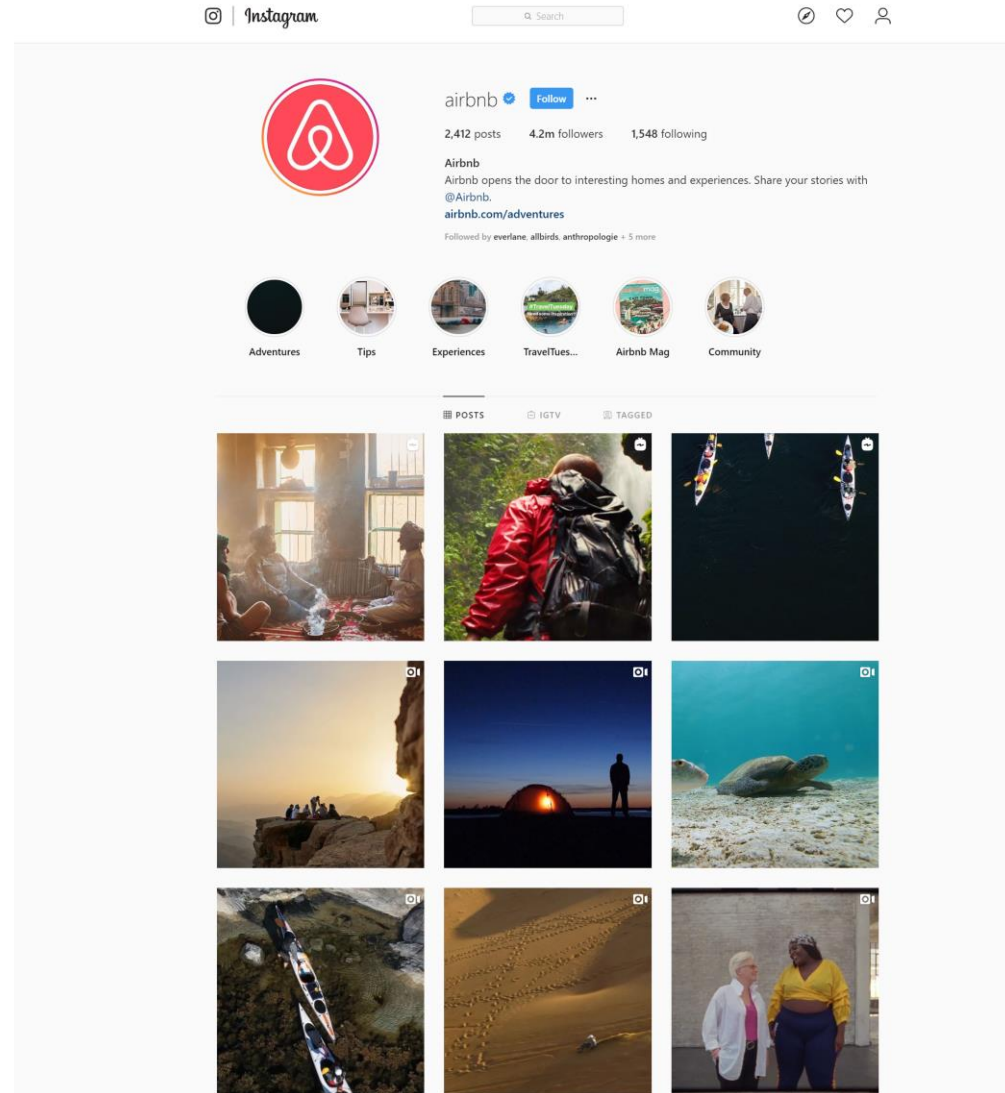 Instagram
Search
airbnb Follow ...
2,412 posts 4.2m followers 1,548 following
Airbnb
Airbnb opens the door to interesting homes and experiences. Share your stories with
@Airbnb.
airbnb.com/adventures
Followed by everlane, allbirds, anthropologie + 5 more
#TravelTuesday
mag
Adventures Tips Experiences TravelTues... Airbnb Mag Community
POSTS IGTV TAGGED